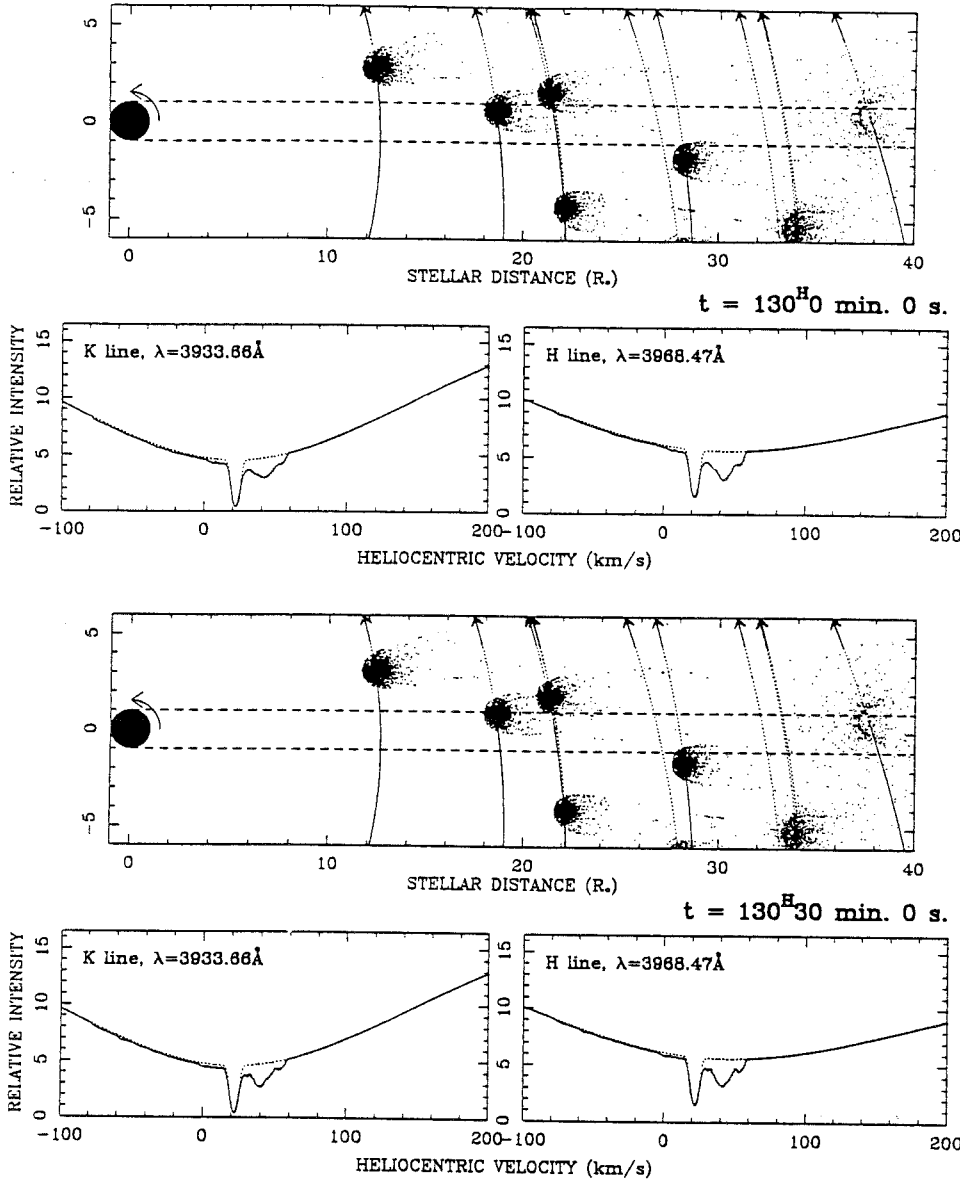 5
0
-5
0 10 20 30 40
STELLAR DISTANCE (R*)
t = 130H0 min. 0 s.
RELATIVE INTENSITY
15
10
5
0
K line, λ=3933.66Å
-100 0 100 200
15
10
5
0
H line, λ=3968.47Å
-100 0 100 200
HELIOCENTRIC VELOCITY (km/s)
5
0
-5
0 10 20 30 40
STELLAR DISTANCE (R*)
t = 130H30 min. 0 s.
RELATIVE INTENSITY
15
10
5
0
K line, λ=3933.66Å
-100 0 100 200
15
10
5
0
H line, λ=3968.47Å
-100 0 100 200
HELIOCENTRIC VELOCITY (km/s)